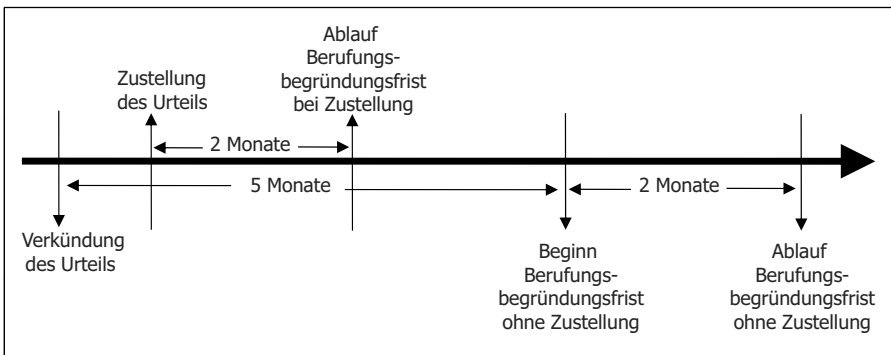 Zustellung
des Urteils
Ablauf
Berufungs-
begründungsfrist
bei Zustellung
2 Monate
5 Monate
2 Monate
Verkündung
des Urteils
Beginn
Berufungs-
begründungsfrist
ohne Zustellung
Ablauf
Berufungs-
begründungsfrist
ohne Zustellung